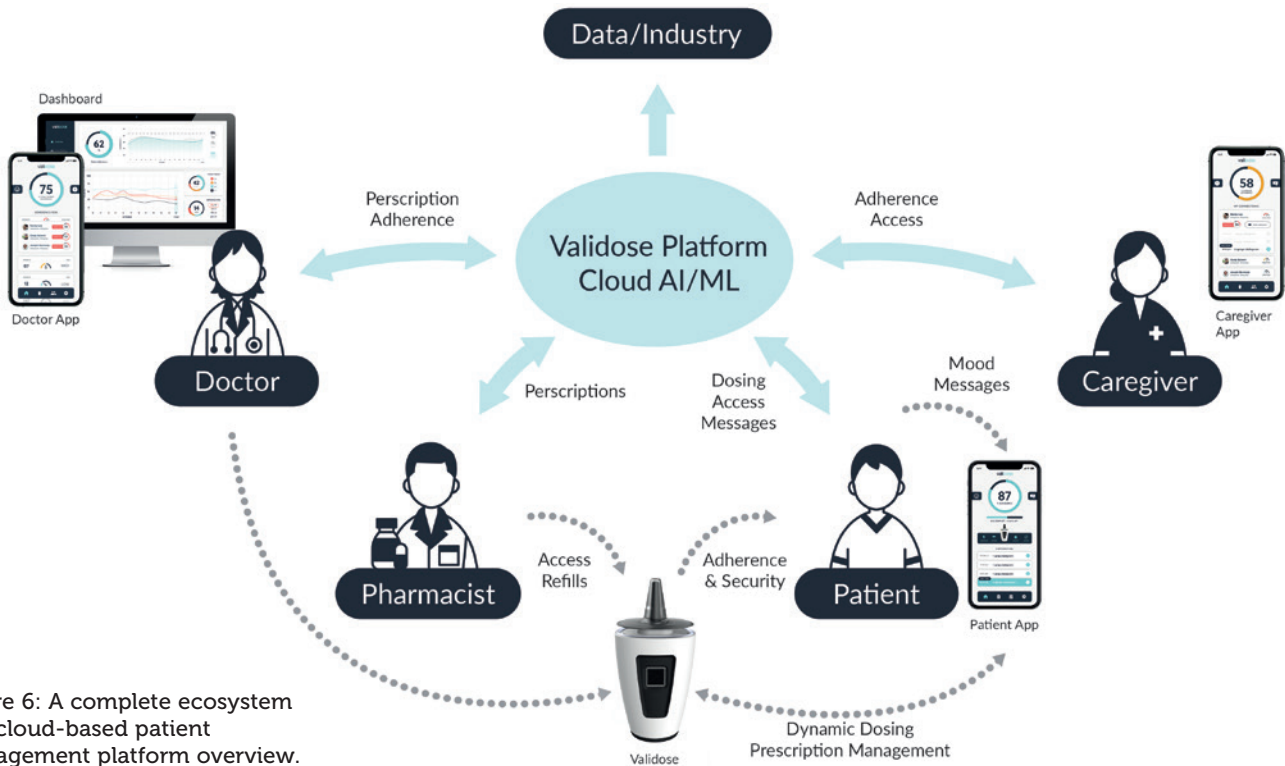 Data/Industry
Dashboard
62
75
Doctor App
Perscription
Adherence
Validose Platform
Cloud AI/ML
Adherence
Access
58
Caregiver
App
Doctor
Perscriptions
Dosing
Access
Messages
Mood
Messages
Caregiver
87
Pharmacist
Access
Refills
Adherence
& Security
Patient
Patient App
re 6: A complete ecosystem
cloud-based patient
agement platform overview.
Validose
Dynamic Dosing
Prescription Management